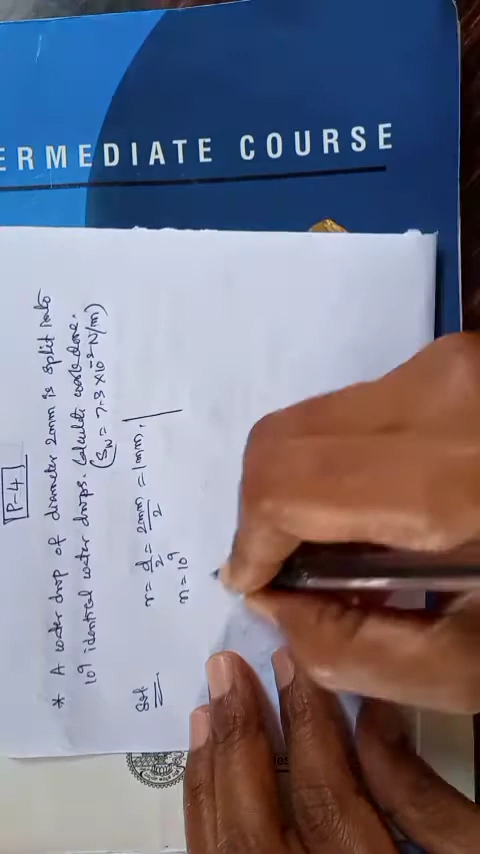 ERMEDIATE COURSE
P-4
* A water drop of diameter 2mm is split into
10⁹ identical water drops. Calculate work done.
(Sw = 7.3 × 10⁻² N/m)
Sol
r = d/2 = 2mm/2 = 1mm.
n = 10⁹